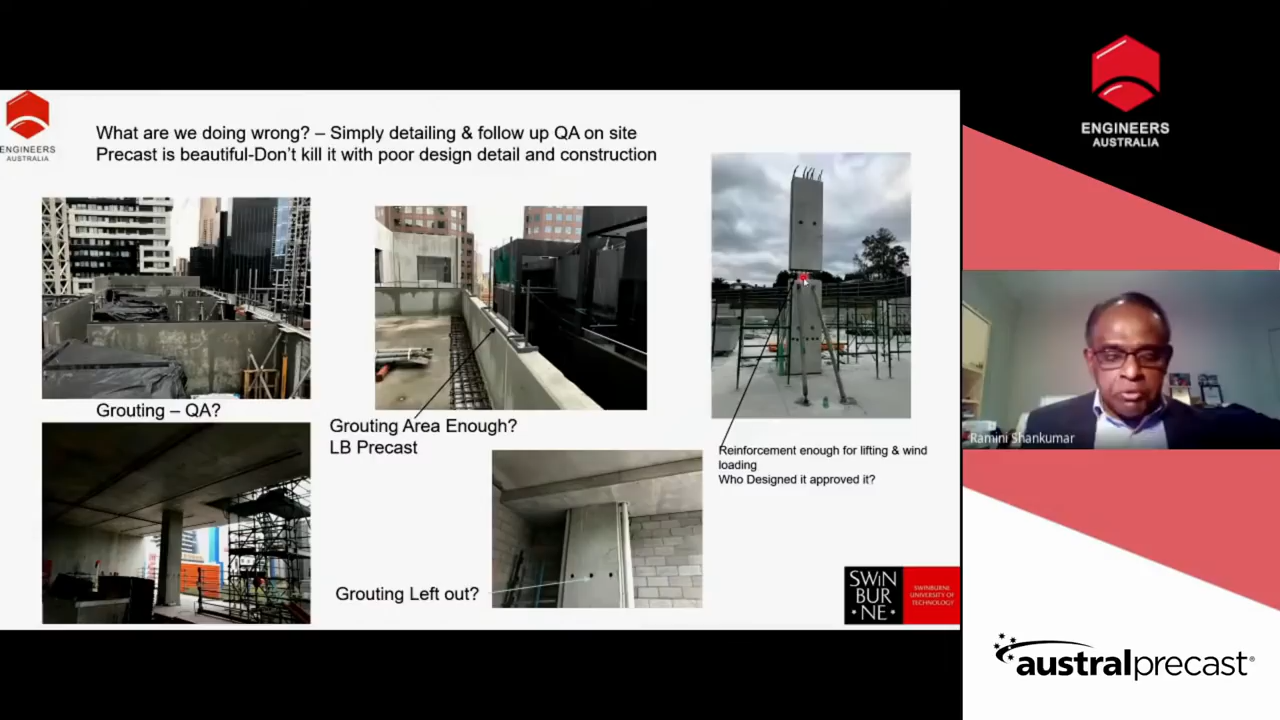 ENGINEERS
AUSTRALIA
What are we doing wrong? – Simply detailing & follow up QA on site
Precast is beautiful-Don't kill it with poor design detail and construction
Grouting – QA?
Grouting Area Enough?
LB Precast
Reinforcement enough for lifting & wind
loading
Who Designed it approved it?
Grouting Left out?
SWiN
BUR
• NE •
SWINBURNE
UNIVERSITY OF
TECHNOLOGY
ENGINEERS
AUSTRALIA
Ramini Shankumar
australprecast®